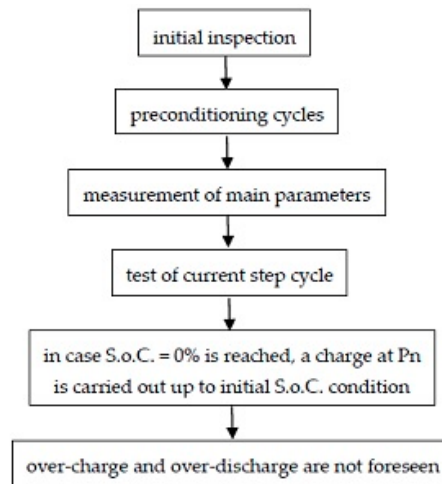 initial inspection
preconditioning cycles
measurement of main parameters
test of current step cycle
in case S.o.C. = 0% is reached, a charge at Pn
is carried out up to initial S.o.C. condition
over-charge and over-discharge are not foreseen